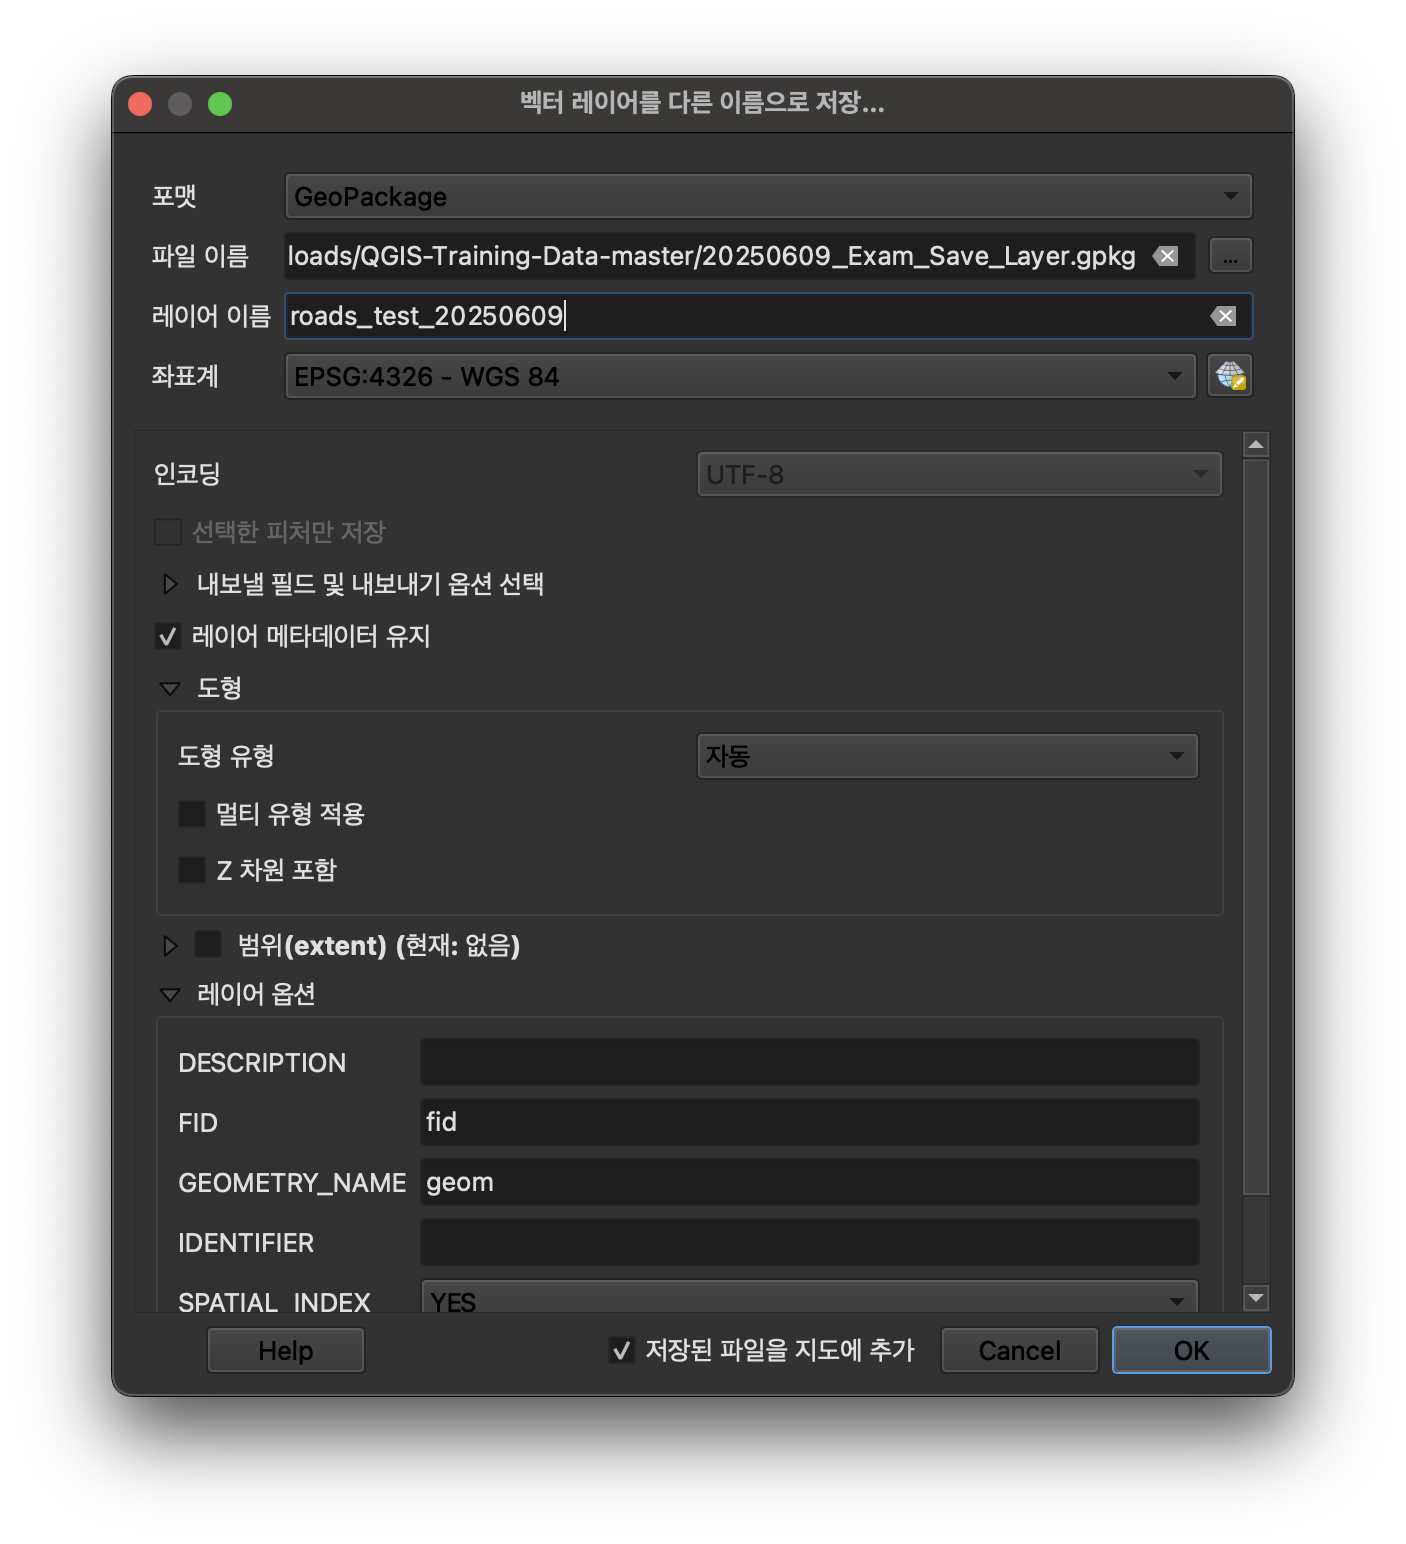 벡터 레이어를 다른 이름으로 저장...
포맷 GeoPackage
파일 이름 loads/QGIS-Training-Data-master/20250609_Exam_Save_Layer.gpkg ...
레이어 이름 roads_test_20250609
좌표계 EPSG:4326 - WGS 84
인코딩 UTF-8
선택한 피처만 저장
내보낼 필드 및 내보내기 옵션 선택
레이어 메타데이터 유지
도형
도형 유형 자동
멀티 유형 적용
Z 차원 포함
범위(extent) (현재: 없음)
레이어 옵션
DESCRIPTION
FID fid
GEOMETRY_NAME geom
IDENTIFIER
SPATIAL_INDEX YES
Help 저장된 파일을 지도에 추가 Cancel OK